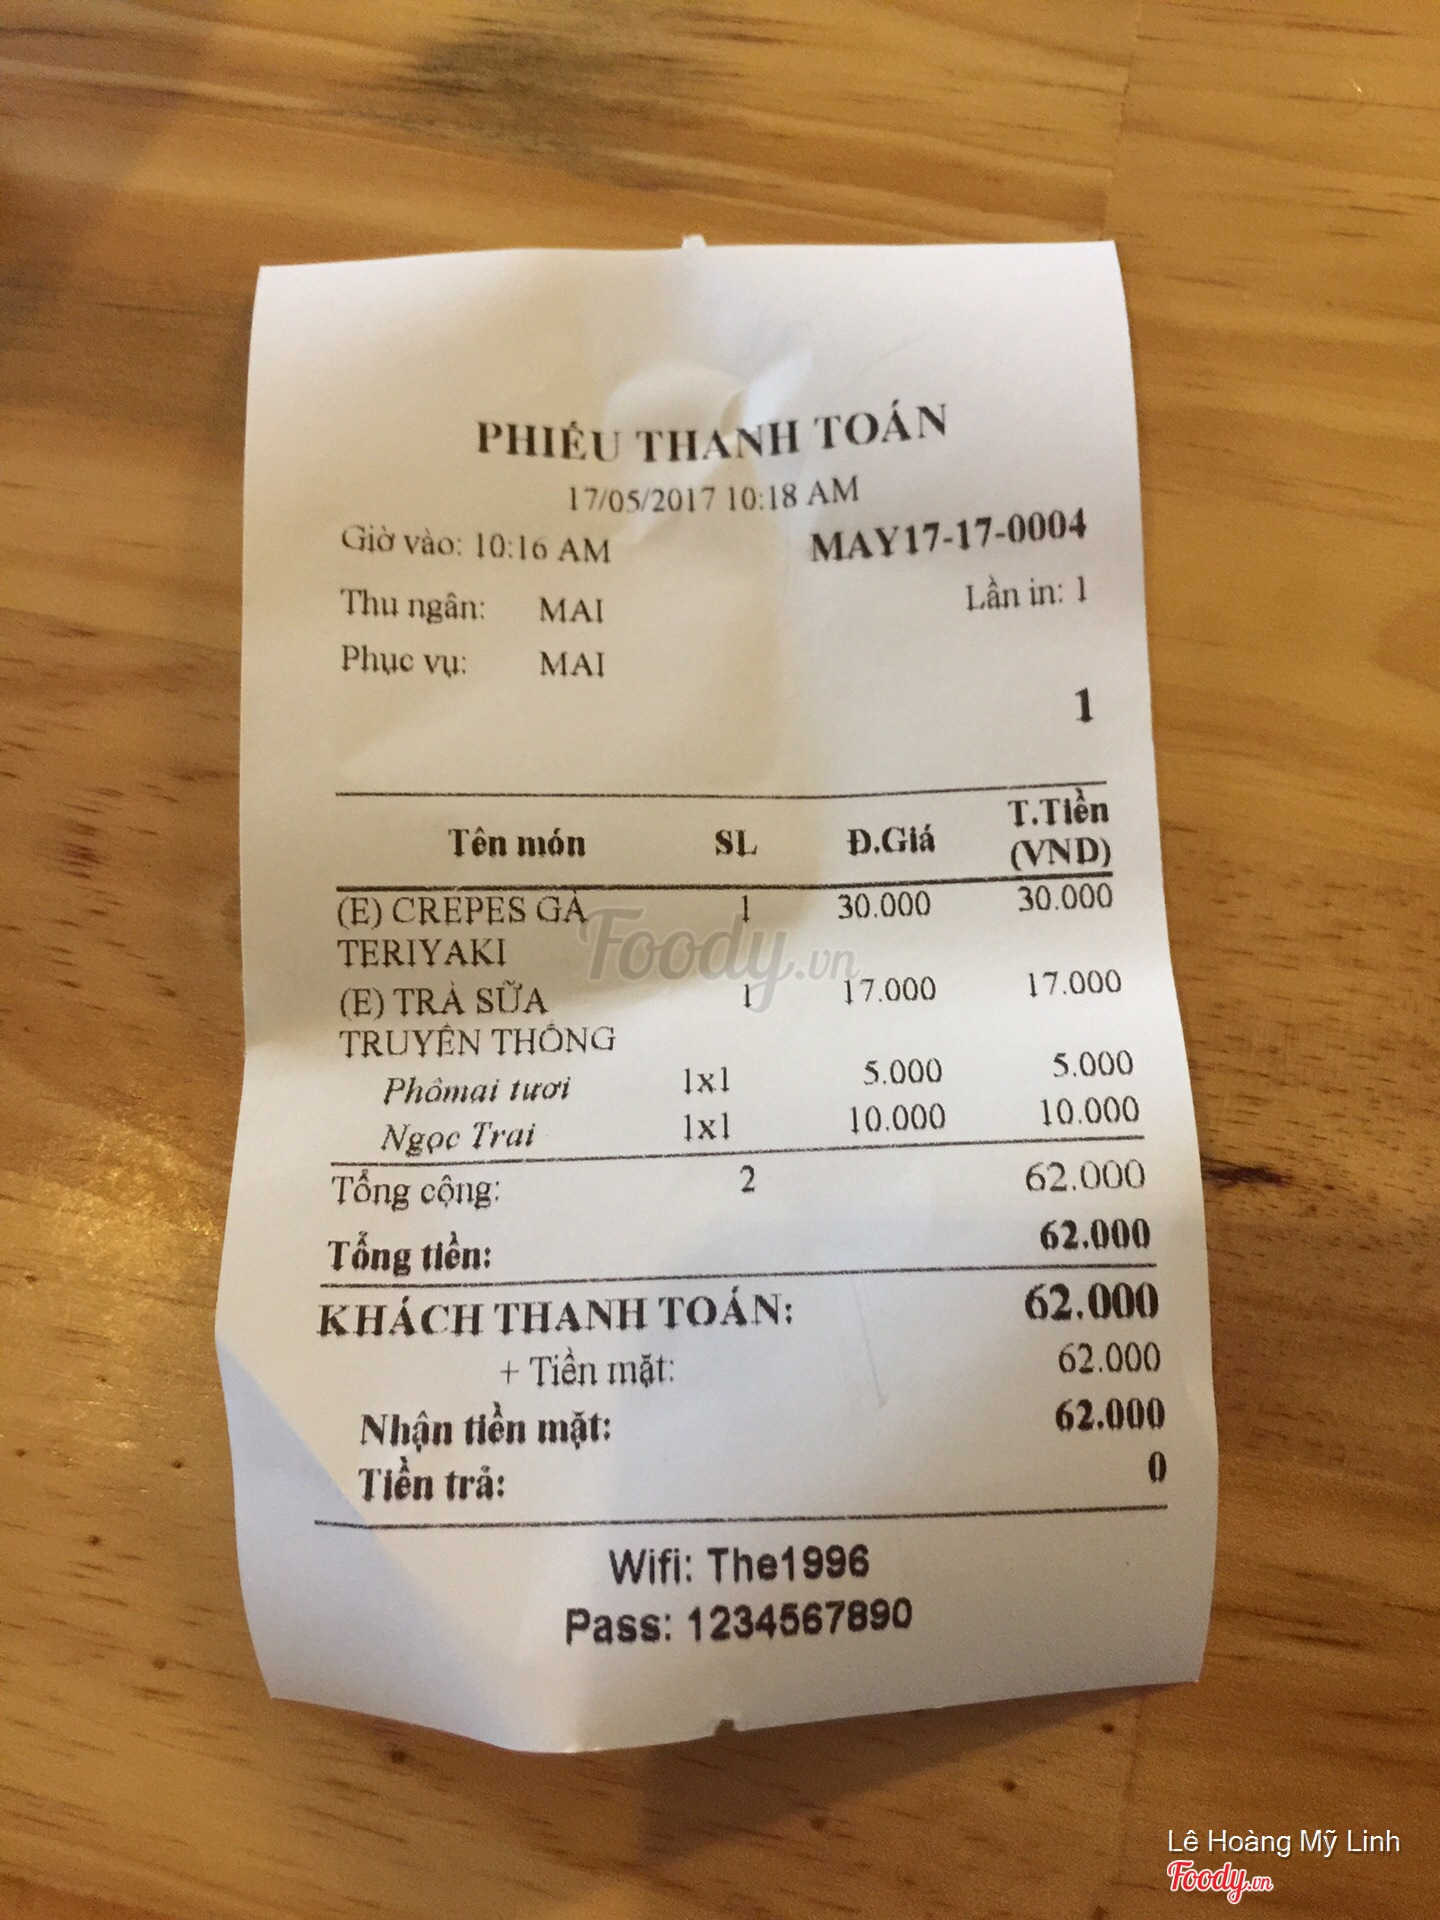 PHIẾU THANH TOÁN
17/05/2017 10:18 AM
Giờ vào: 10:16 AM MAY17-17-0004
Thu ngân: MAI Lần in: 1
Phục vụ: MAI
1
Tên món SL Đ.Giá T.Tiền (VND)
(E) CREPES GÀ 1 30.000 30.000
TERIYAKI
(E) TRÀ SỮA 1 17.000 17.000
TRUYỀN THỐNG
Phômai tươi 1x1 5.000 5.000
Ngọc Trai 1x1 10.000 10.000
Tổng cộng: 2 62.000
Tổng tiền: 62.000
KHÁCH THANH TOÁN: 62.000
+ Tiền mặt: 62.000
Nhận tiền mặt: 62.000
Tiền trả: 0
Wifi: The1996
Pass: 1234567890
Foody.vn
Lê Hoàng Mỹ Linh
Foody.vn